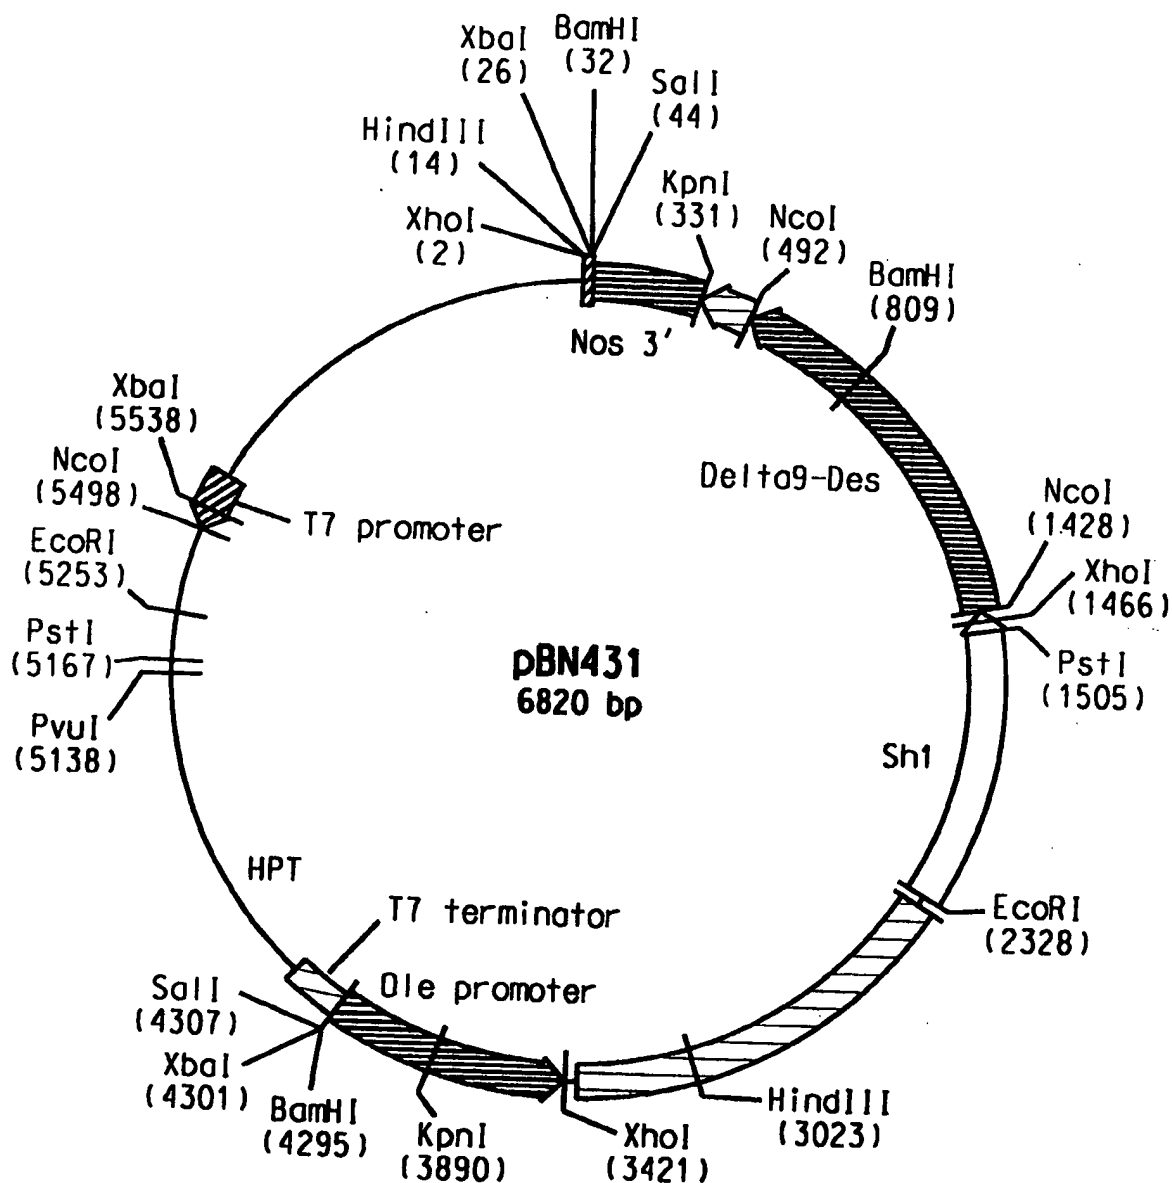 XbaI
(26)
BamHI
(32)
SalI
(44)
HindIII
(14)
KpnI
(331)
XhoI
(2)
NcoI
(492)
BamHI
(809)
Nos 3′
XbaI
(5538)
NcoI
(5498)
T7 promoter
Delta9-Des
NcoI
(1428)
EcoRI
(5253)
XhoI
(1466)
PstI
(5167)
pBN431
6820 bp
PstI
(1505)
PvuI
(5138)
Sh1
HPT
T7 terminator
EcoRI
(2328)
Ole promoter
SalI
(4307)
XbaI
(4301)
BamHI
(4295)
KpnI
(3890)
XhoI
(3421)
HindIII
(3023)